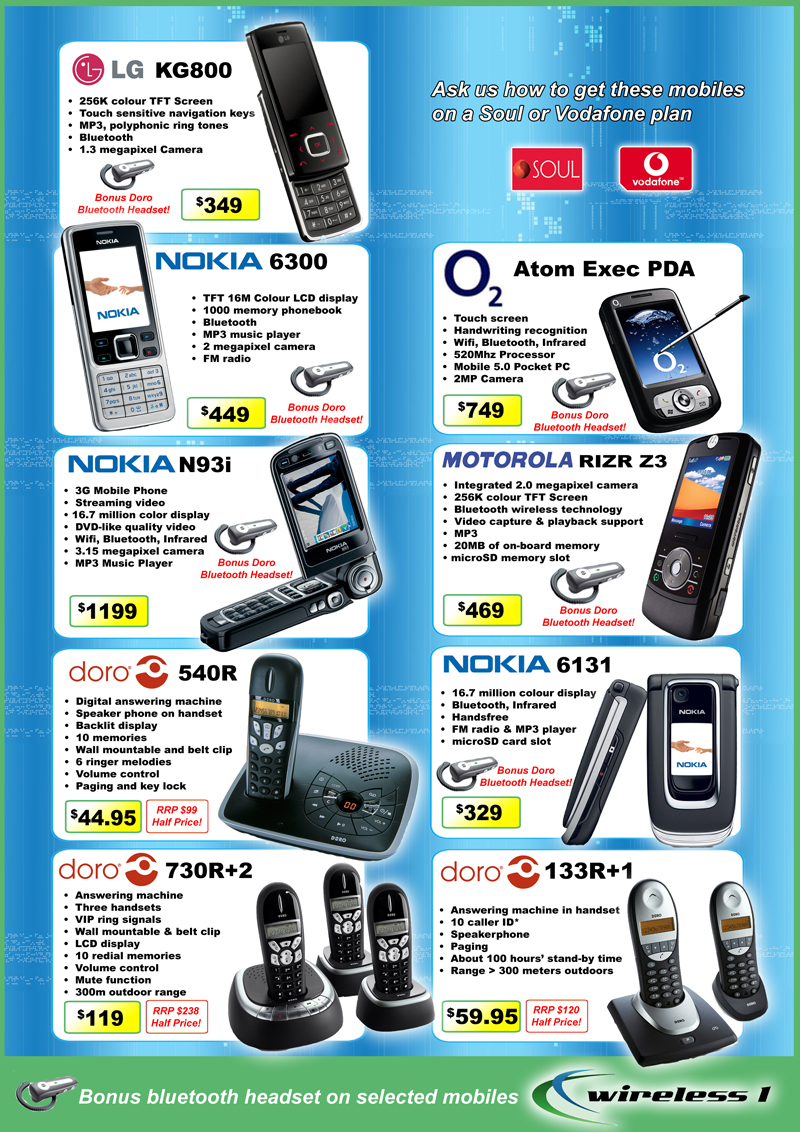 LG KG800
• 256K colour TFT Screen
• Touch sensitive navigation keys
• MP3, polyphonic ring tones
• Bluetooth
• 1.3 megapixel Camera
Bonus Doro
Bluetooth Headset!
$349
Ask us how to get these mobiles
on a Soul or Vodafone plan
SOUL
vodafone™
NOKIA 6300
• TFT 16M Colour LCD display
• 1000 memory phonebook
• Bluetooth
• MP3 music player
• 2 megapixel camera
• FM radio
$449
Bonus Doro
Bluetooth Headset!
NOKIA
NOKIA
O2 Atom Exec PDA
• Touch screen
• Handwriting recognition
• Wifi, Bluetooth, Infrared
• 520Mhz Processor
• Mobile 5.0 Pocket PC
• 2MP Camera
$749
Bonus Doro
Bluetooth Headset!
O2
NOKIA N93i
• 3G Mobile Phone
• Streaming video
• 16.7 million color display
• DVD-like quality video
• Wifi, Bluetooth, Infrared
• 3.15 megapixel camera
• MP3 Music Player
Bonus Doro
Bluetooth Headset!
$1199
NOKIA
MOTOROLA RIZR Z3
• Integrated 2.0 megapixel camera
• 256K colour TFT Screen
• Bluetooth wireless technology
• Video capture & playback support
• MP3
• 20MB of on-board memory
• microSD memory slot
$469
Bonus Doro
Bluetooth Headset!
doro® 540R
• Digital answering machine
• Speaker phone on handset
• Backlit display
• 10 memories
• Wall mountable and belt clip
• 6 ringer melodies
• Volume control
• Paging and key lock
$44.95
RRP $99
Half Price!
DORO
NOKIA 6131
• 16.7 million colour display
• Bluetooth, Infrared
• Handsfree
• FM radio & MP3 player
• microSD card slot
Bonus Doro
Bluetooth Headset!
$329
NOKIA
NOKIA
doro® 730R+2
• Answering machine
• Three handsets
• VIP ring signals
• Wall mountable & belt clip
• LCD display
• 10 redial memories
• Volume control
• Mute function
• 300m outdoor range
$119
RRP $238
Half Price!
doro® 133R+1
• Answering machine in handset
• 10 caller ID*
• Speakerphone
• Paging
• About 100 hours' stand-by time
• Range > 300 meters outdoors
$59.95
RRP $120
Half Price!
Bonus bluetooth headset on selected mobiles
wireless 1